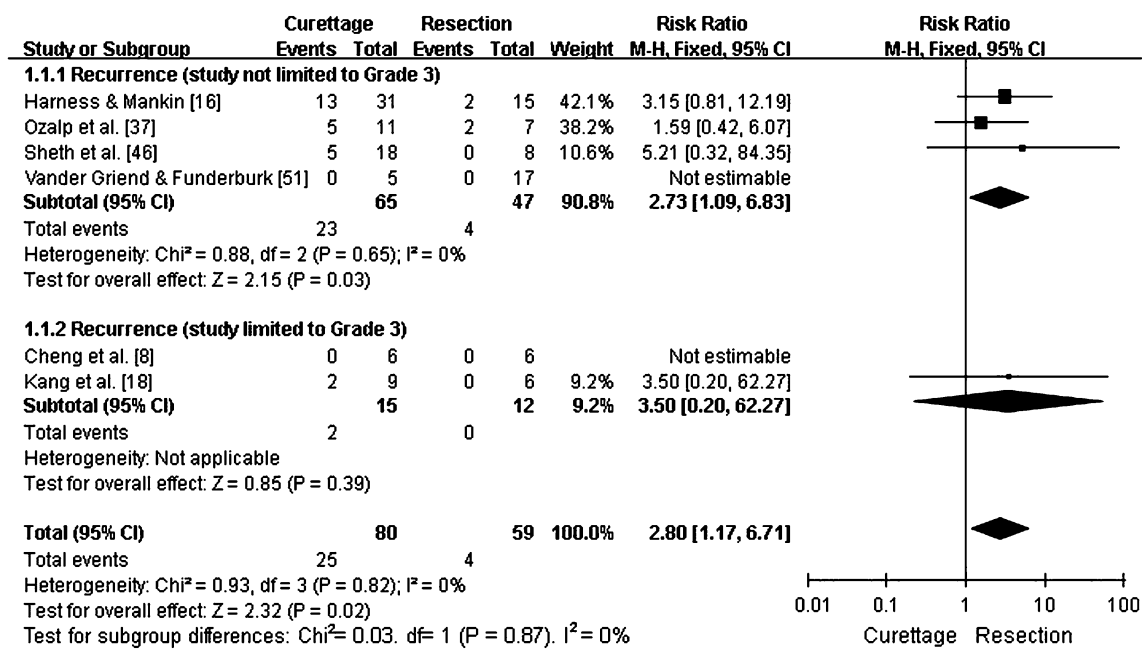 Curettage Resection Risk Ratio Risk Ratio
Study or Subgroup Events Total Events Total Weight M-H, Fixed, 95% CI M-H, Fixed, 95% CI
1.1.1 Recurrence (study not limited to Grade 3)
Harness & Mankin [16] 13 31 2 15 42.1% 3.15 [0.81, 12.19]
Ozalp et al. [37] 5 11 2 7 38.2% 1.59 [0.42, 6.07]
Sheth et al. [46] 5 18 0 8 10.6% 5.21 [0.32, 84.35]
Vander Griend & Funderburk [51] 0 5 0 17 Not estimable
Subtotal (95% CI) 65 47 90.8% 2.73 [1.09, 6.83]
Total events 23 4
Heterogeneity: Chi² = 0.88, df = 2 (P = 0.65); I² = 0%
Test for overall effect: Z = 2.15 (P = 0.03)
1.1.2 Recurrence (study limited to Grade 3)
Cheng et al. [8] 0 6 0 6 Not estimable
Kang et al. [18] 2 9 0 6 9.2% 3.50 [0.20, 62.27]
Subtotal (95% CI) 15 12 9.2% 3.50 [0.20, 62.27]
Total events 2 0
Heterogeneity: Not applicable
Test for overall effect: Z = 0.85 (P = 0.39)
Total (95% CI) 80 59 100.0% 2.80 [1.17, 6.71]
Total events 25 4
Heterogeneity: Chi² = 0.93, df = 3 (P = 0.82); I² = 0%
Test for overall effect: Z = 2.32 (P = 0.02)
Test for subgroup differences: Chi²= 0.03. df= 1 (P = 0.87). I² = 0%
0.01 0.1 1 10 100
Curettage Resection